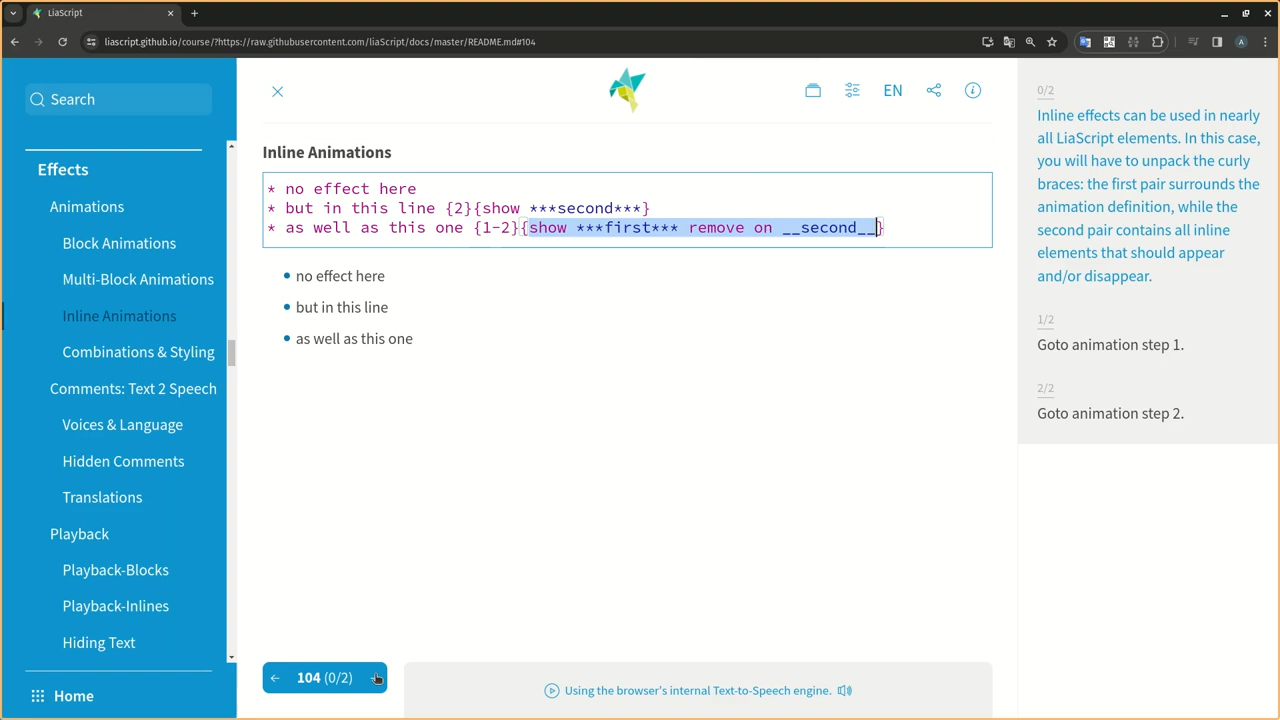 LiaScript
liascript.github.io/course/?https://raw.githubusercontent.com/liaScript/docs/master/README.md#104
A
Search
Effects
Animations
Block Animations
Multi-Block Animations
Inline Animations
Combinations & Styling
Comments: Text 2 Speech
Voices & Language
Hidden Comments
Translations
Playback
Playback-Blocks
Playback-Inlines
Hiding Text
Home
EN
Inline Animations
* no effect here
* but in this line {2}{show ***second***}
* as well as this one {1-2}{show ***first*** remove on __second__}
no effect here
but in this line
as well as this one
104 (0/2)
Using the browser's internal Text-to-Speech engine.
0/2
Inline effects can be used in nearly
all LiaScript elements. In this case,
you will have to unpack the curly
braces: the first pair surrounds the
animation definition, while the
second pair contains all inline
elements that should appear
and/or disappear.
1/2
Goto animation step 1.
2/2
Goto animation step 2.